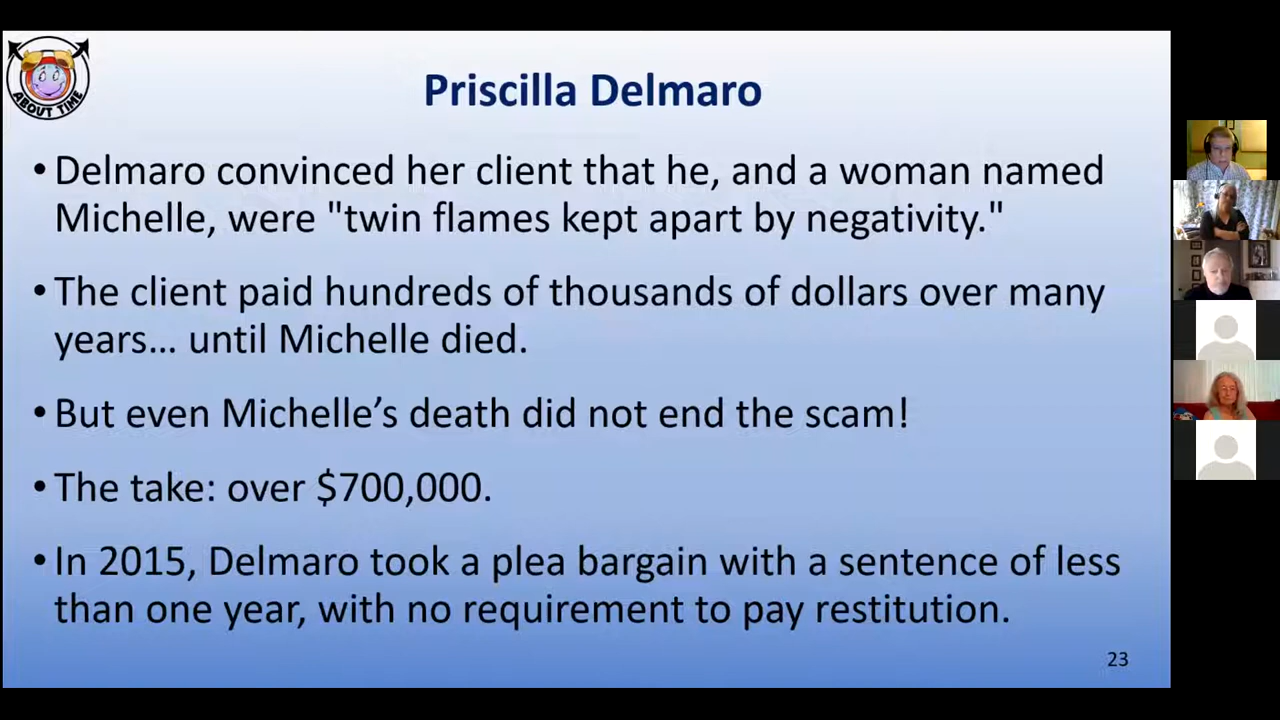 ABOUT TIME
Priscilla Delmaro
• Delmaro convinced her client that he, and a woman named
Michelle, were "twin flames kept apart by negativity."
• The client paid hundreds of thousands of dollars over many
years… until Michelle died.
• But even Michelle’s death did not end the scam!
• The take: over $700,000.
• In 2015, Delmaro took a plea bargain with a sentence of less
than one year, with no requirement to pay restitution.
23